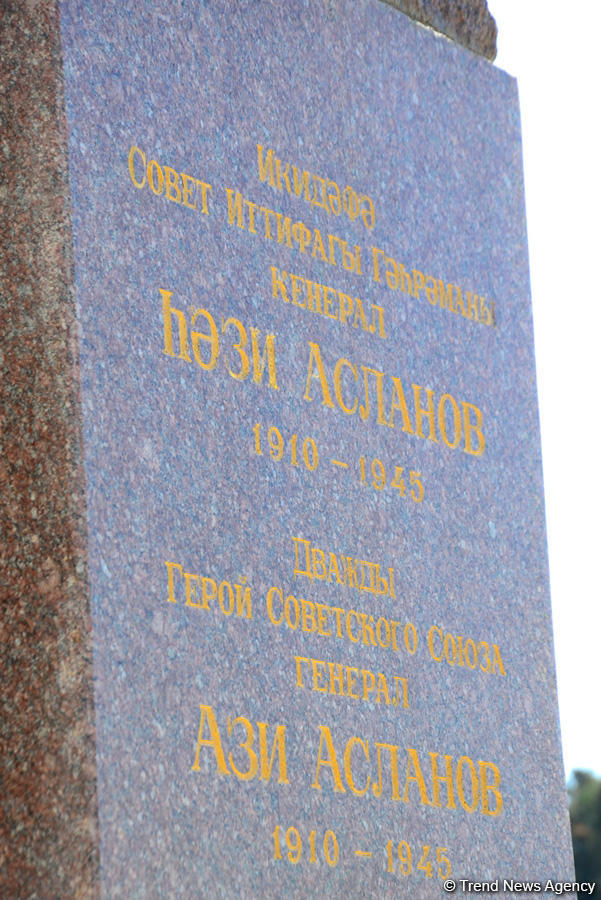 Икидәфә
Совет Иттифагы Гәһрәманы
кенерал
Һәзи Асланов
1910 – 1945
Дважды
Герой Советского Союза
генерал
Ази Асланов
1910 – 1945
© Trend News Agency